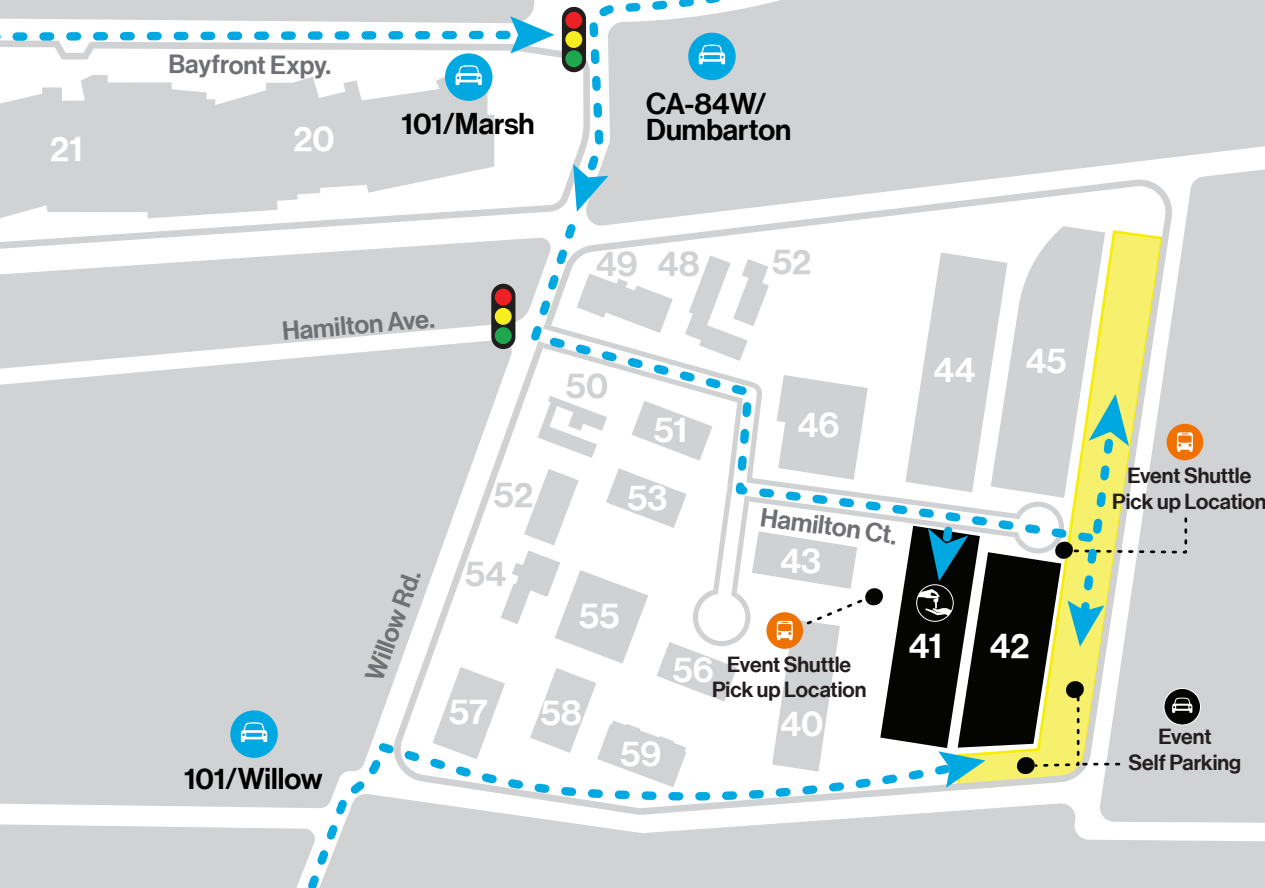 Bayfront Expy.
101/Marsh
CA-84W/
Dumbarton
21
20
49
48
52
Hamilton Ave.
50
51
46
44
45
52
53
Event Shuttle
Pick up Location
Hamilton Ct.
43
54
55
Willow Rd.
41
42
Event Shuttle
Pick up Location
56
57
58
59
40
101/Willow
Event
Self Parking